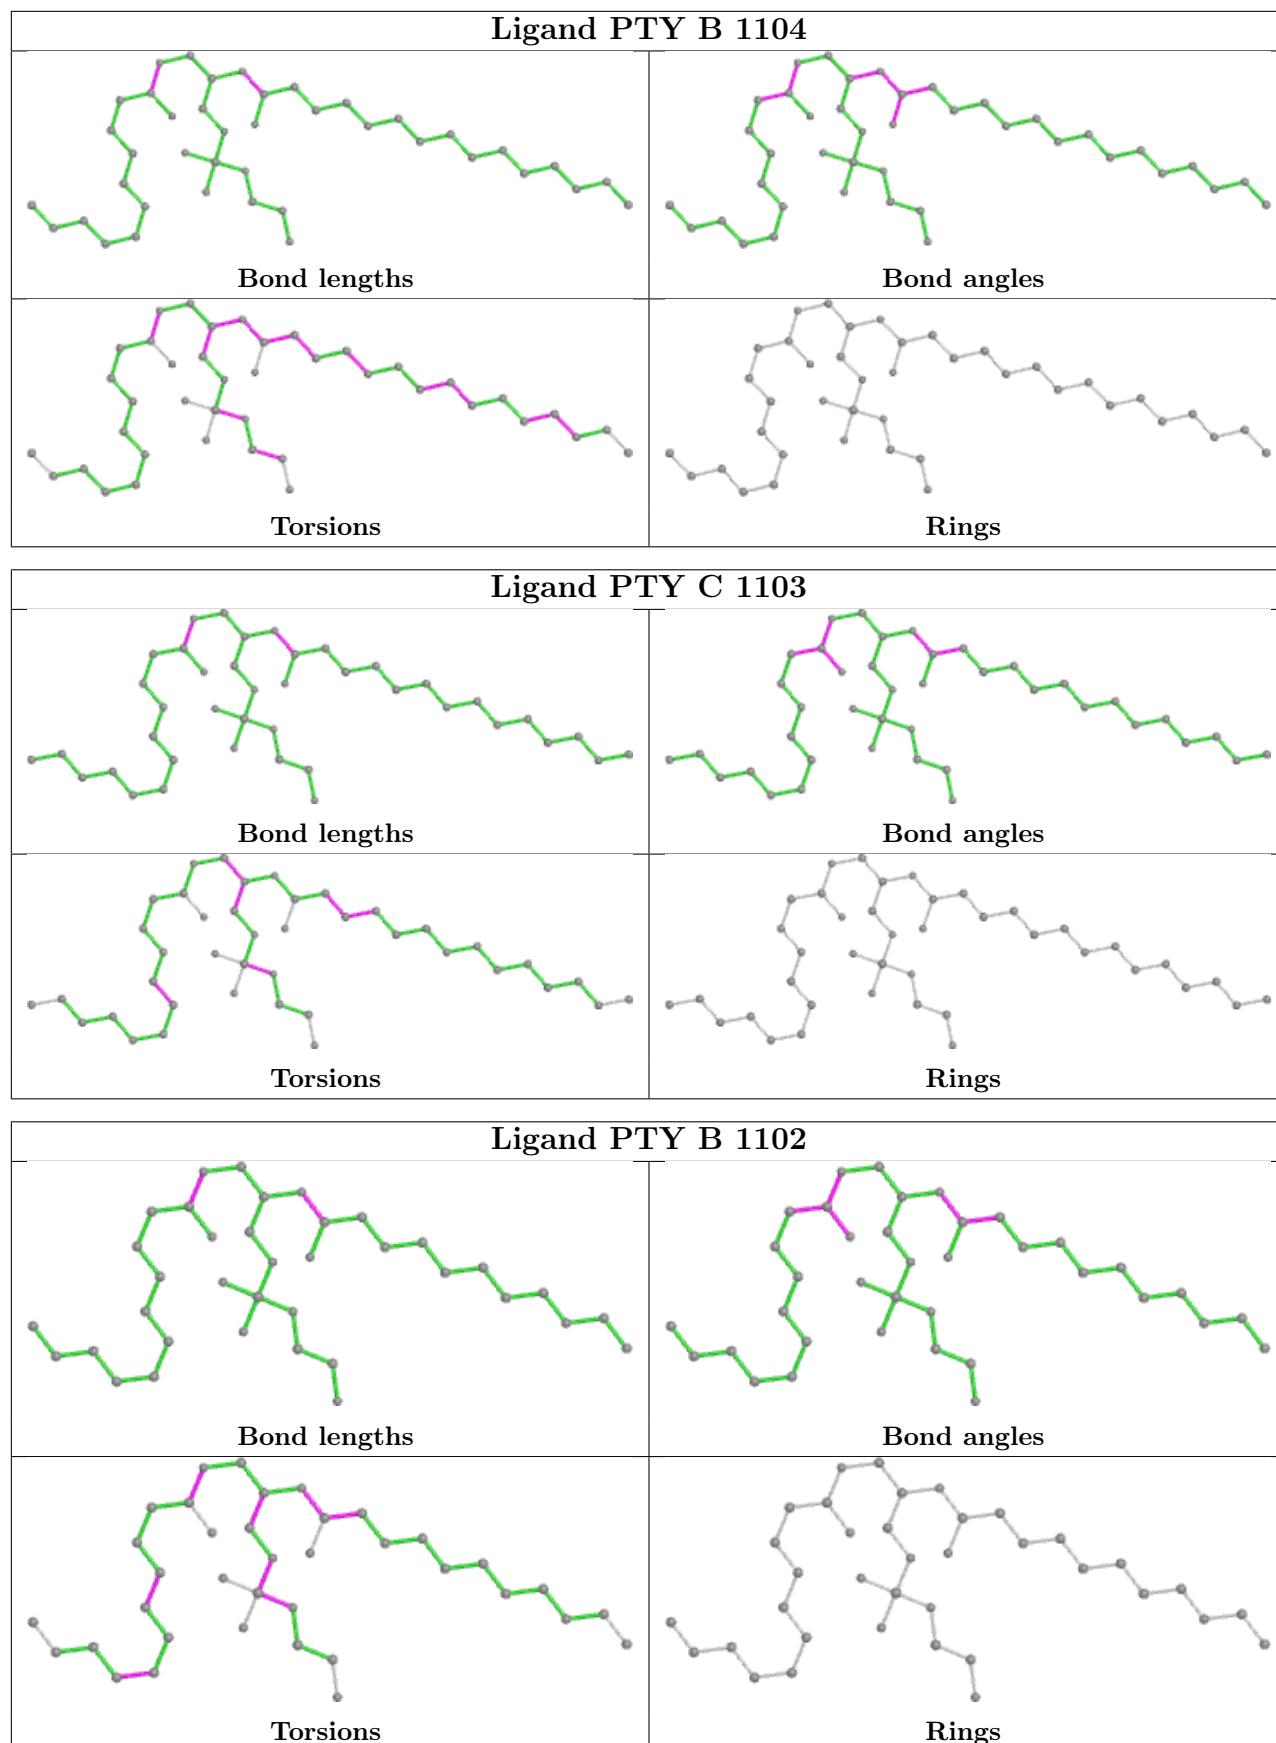 Ligand PTY B 1104
Bond lengths
Bond angles
Torsions
Rings
Ligand PTY C 1103
Bond lengths
Bond angles
Torsions
Rings
Ligand PTY B 1102
Bond lengths
Bond angles
Torsions
Rings